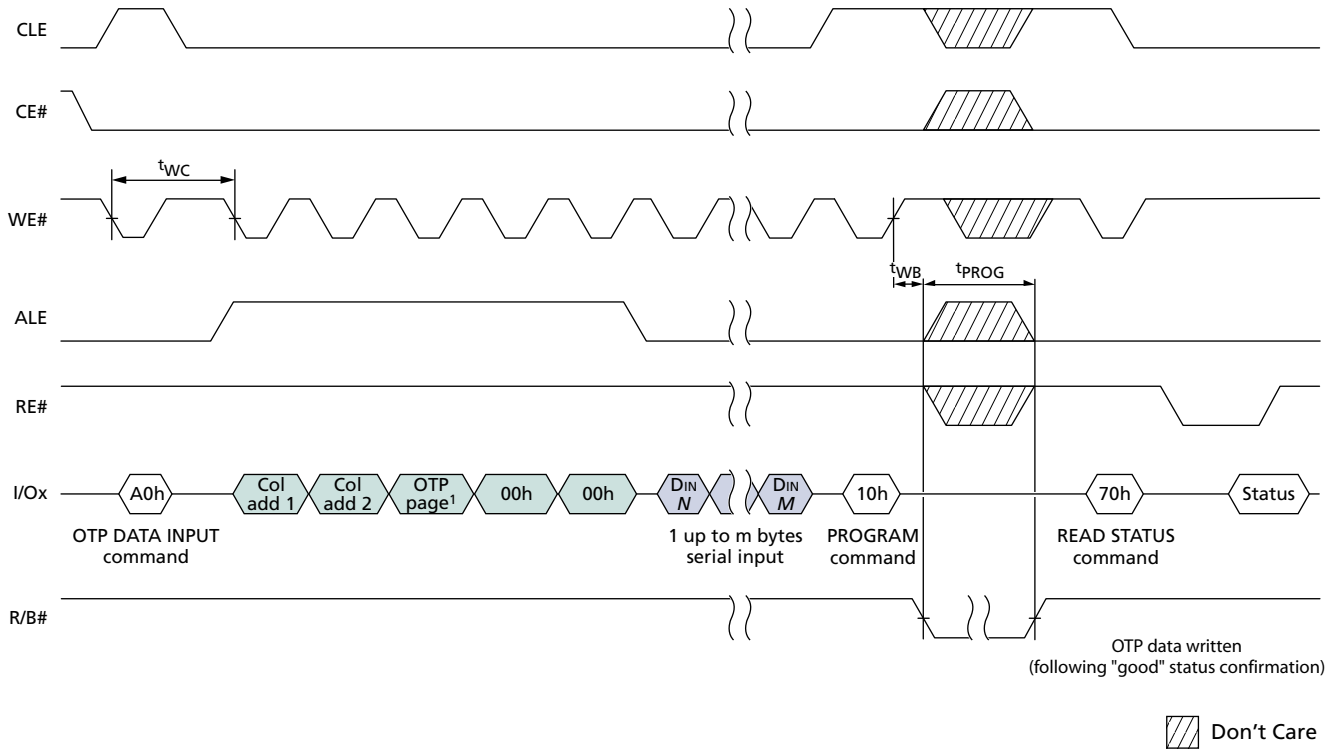 CLE
CE#
tWC
WE#
tWB
tPROG
ALE
RE#
I/Ox
A0h
Col add 1
Col add 2
OTP page1
00h
00h
DIN N
DIN M
10h
70h
Status
OTP DATA INPUT
command
1 up to m bytes
serial input
PROGRAM
command
READ STATUS
command
R/B#
OTP data written
(following "good" status confirmation)
Don't Care